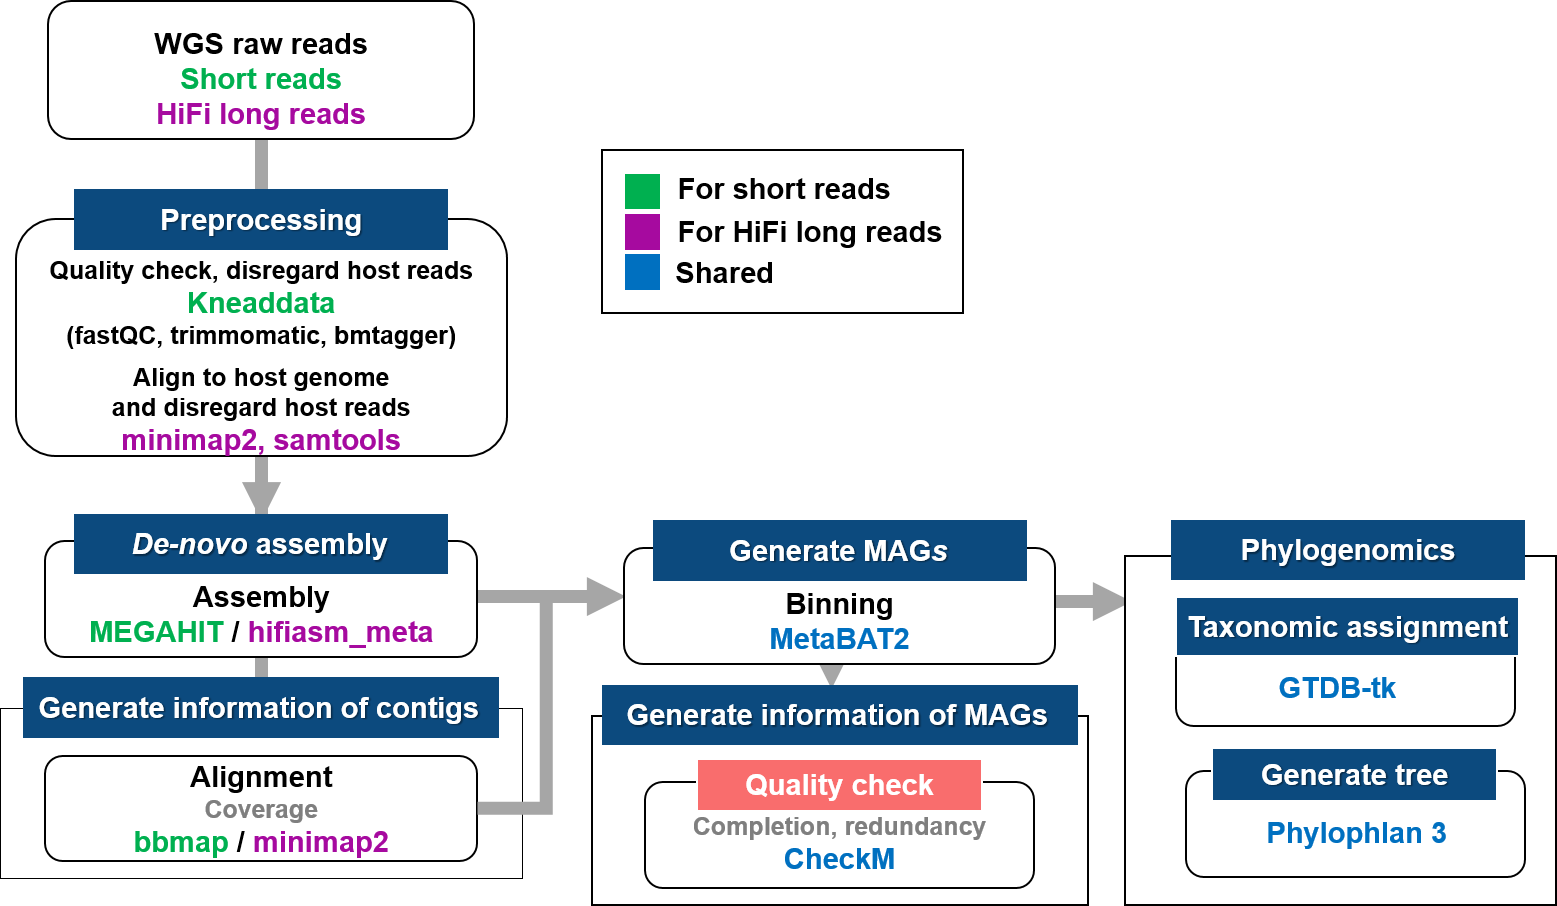 WGS raw reads
Short reads
HiFi long reads
Preprocessing
Quality check, disregard host reads
Kneaddata
(fastQC, trimmomatic, bmtagger)
Align to host genome
and disregard host reads
minimap2, samtools
For short reads
For HiFi long reads
Shared
De-novo assembly
Assembly
MEGAHIT / hifiasm_meta
Generate information of contigs
Alignment
Coverage
bbmap / minimap2
Generate MAGs
Binning
MetaBAT2
Generate information of MAGs
Quality check
Completion, redundancy
CheckM
Phylogenomics
Taxonomic assignment
GTDB-tk
Generate tree
Phylophlan 3